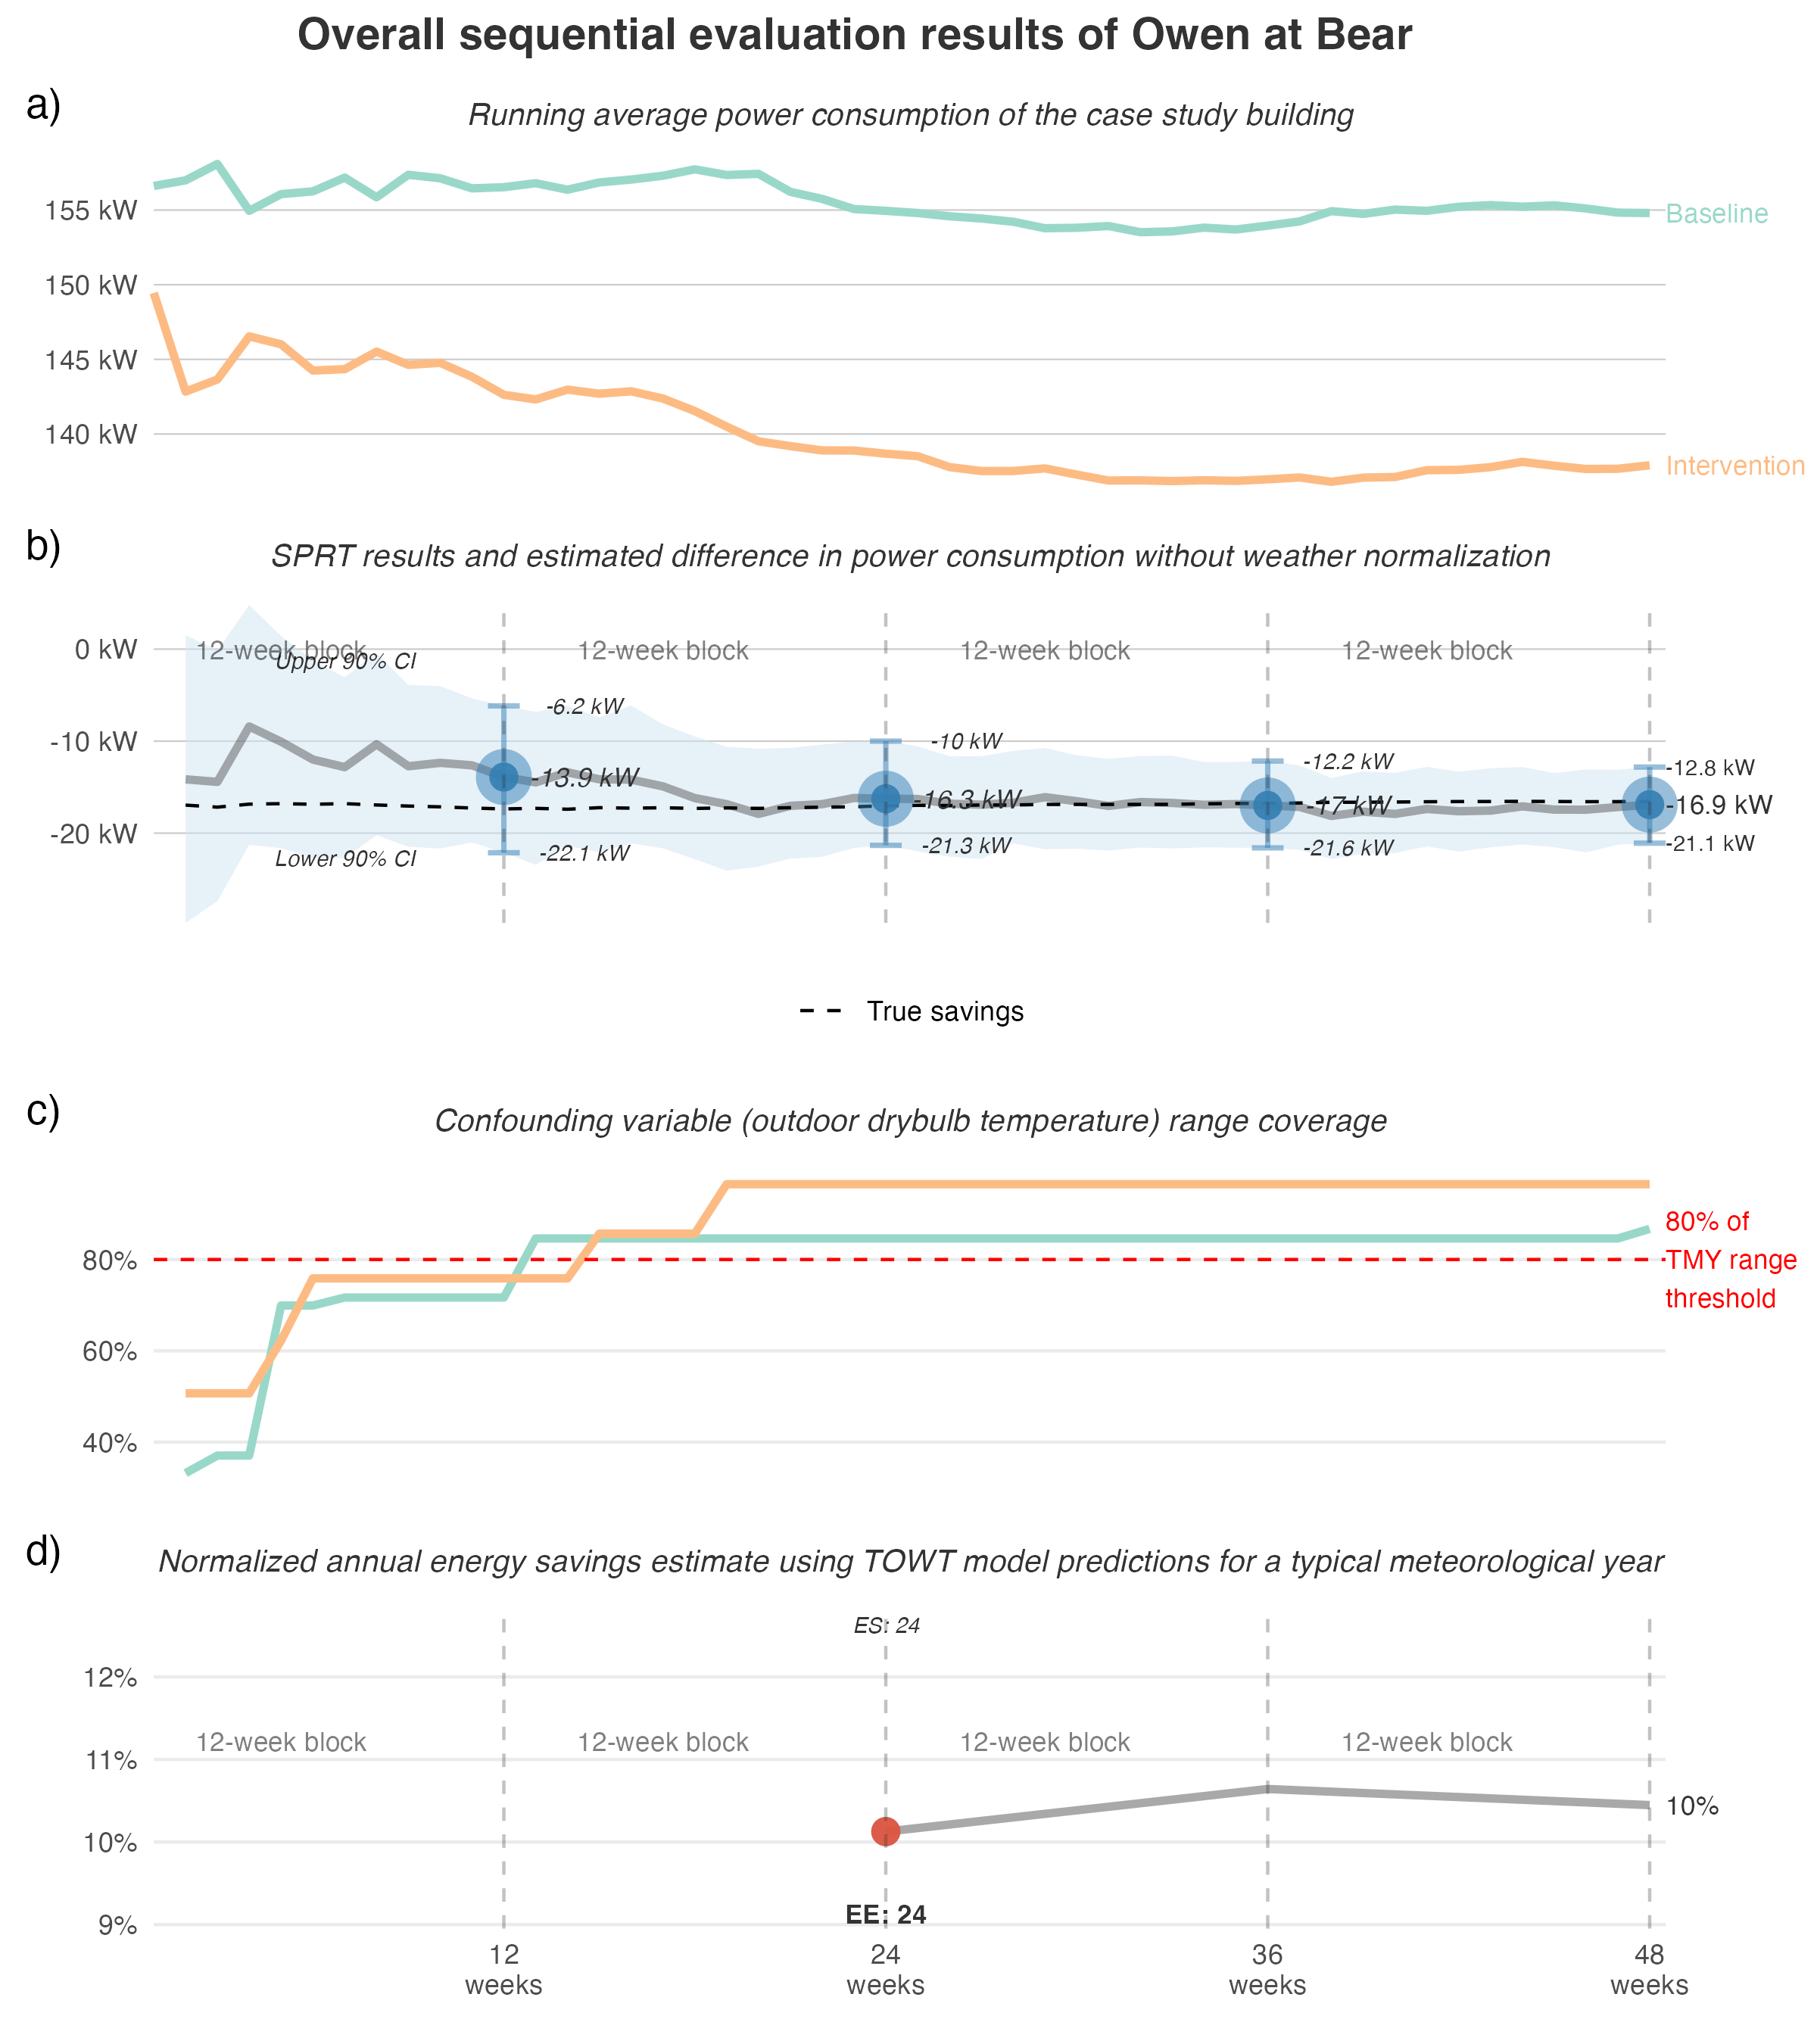 Overall sequential evaluation results of Owen at Bear
a)
Running average power consumption of the case study building
155 kW
150 kW
145 kW
140 kW
Baseline
Intervention
b)
SPRT results and estimated difference in power consumption without weather normalization
0 kW
-10 kW
-20 kW
12-week block
12-week block
12-week block
12-week block
Upper 90% CI
Lower 90% CI
-6.2 kW
-13.9 kW
-22.1 kW
-10 kW
-16.3 kW
-21.3 kW
-12.2 kW
-17 kW
-21.6 kW
-12.8 kW
-16.9 kW
-21.1 kW
True savings
c)
Confounding variable (outdoor drybulb temperature) range coverage
80%
60%
40%
80% of
TMY range
threshold
d)
Normalized annual energy savings estimate using TOWT model predictions for a typical meteorological year
ES: 24
12%
11%
10%
9%
12-week block
12-week block
12-week block
12-week block
10%
EE: 24
12
weeks
24
weeks
36
weeks
48
weeks